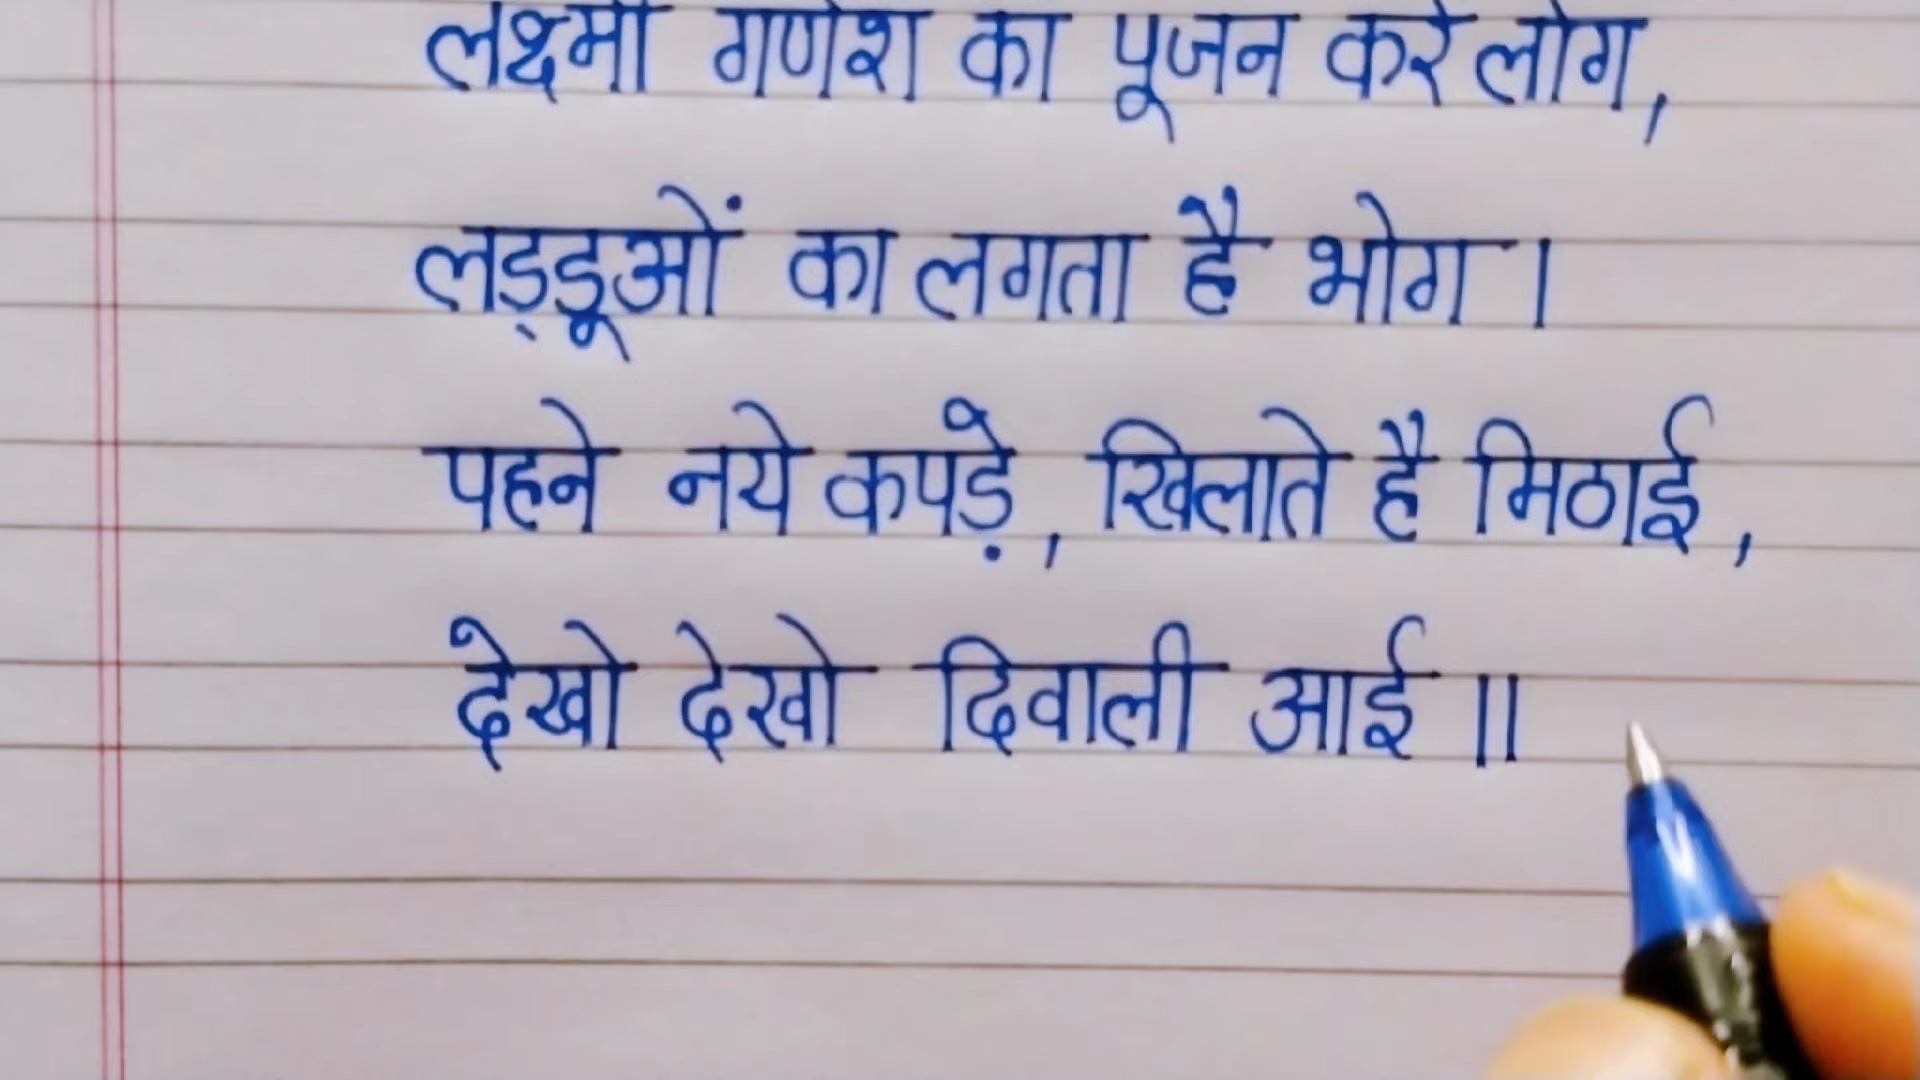 लक्ष्मी गणेश का पूजन करे लोग,
लड्डूओं का लगता है भोग।
पहने नये कपड़े, खिलाते है मिठाई,
देखो देखो दिवाली आई॥